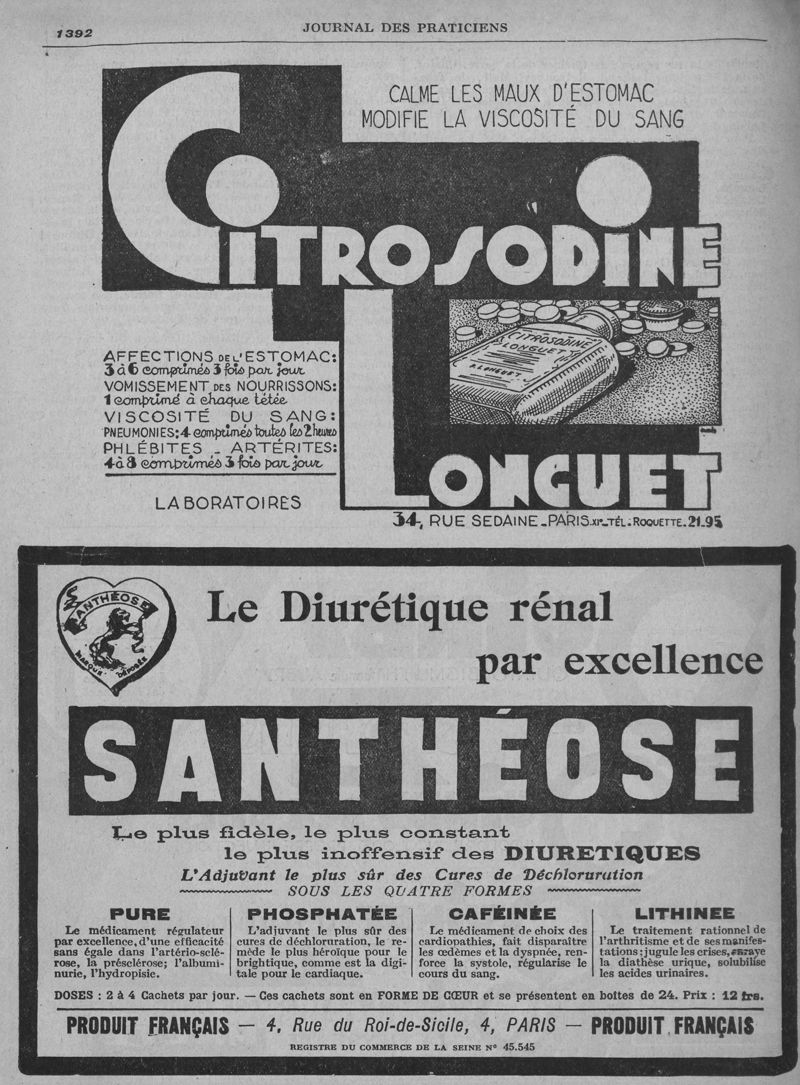 1392
JOURNAL DES PRATICIENS
CALME LES MAUX D'ESTOMAC
MODIFIE LA VISCOSITÉ DU SANG
CITROSODINE
LONGUET
CITROSODINE
LONGUET
P. LONGUET
AFFECTIONS DE L'ESTOMAC:
3 à 6 comprimés 3 fois par jour
VOMISSEMENT DES NOURRISSONS:
1 comprimé à chaque tétée
VISCOSITÉ DU SANG:
PNEUMONIES: 4 comprimés toutes les 2 heures
PHLÉBITES - ARTÉRITES:
4 à 8 comprimés 3 fois par jour
LABORATOIRES
34, RUE SEDAINE - PARIS. XIe - TÉL: ROQUETTE. 21-95
SANTHÉOSE
MARQUE DÉPOSÉE
Le Diurétique rénal
par excellence
SANTHÉOSE
Le plus fidèle, le plus constant
le plus inoffensif des DIURETIQUES
L'Adjuvant le plus sûr des Cures de Déchloruration
SOUS LES QUATRE FORMES
PURE
Le médicament régulateur
par excellence, d'une efficacité
sans égale dans l'artério-sclé-
rose, la présclérose; l'albumi-
nurie, l'hydropisie.
PHOSPHATÉE
L'adjuvant le plus sûr des
cures de déchloruration, le re-
mède le plus héroïque pour le
brightique, comme est la digi-
tale pour le cardiaque.
CAFÉINÉE
Le médicament de choix des
cardiopathies, fait disparaître
les œdèmes et la dyspnée, ren-
force la systole, régularise le
cours du sang.
LITHINEE
Le traitement rationnel de
l'arthritisme et de ses manifes-
tations; jugule les crises, enraye
la diathèse urique, solubilise
les acides urinaires.
DOSES : 2 à 4 Cachets par jour. — Ces cachets sont en FORME DE CŒUR et se présentent en boîtes de 24. Prix : 12 frs.
PRODUIT FRANÇAIS — 4, Rue du Roi-de-Sicile, 4, PARIS — PRODUIT FRANÇAIS
REGISTRE DU COMMERCE DE LA SEINE N° 45.545